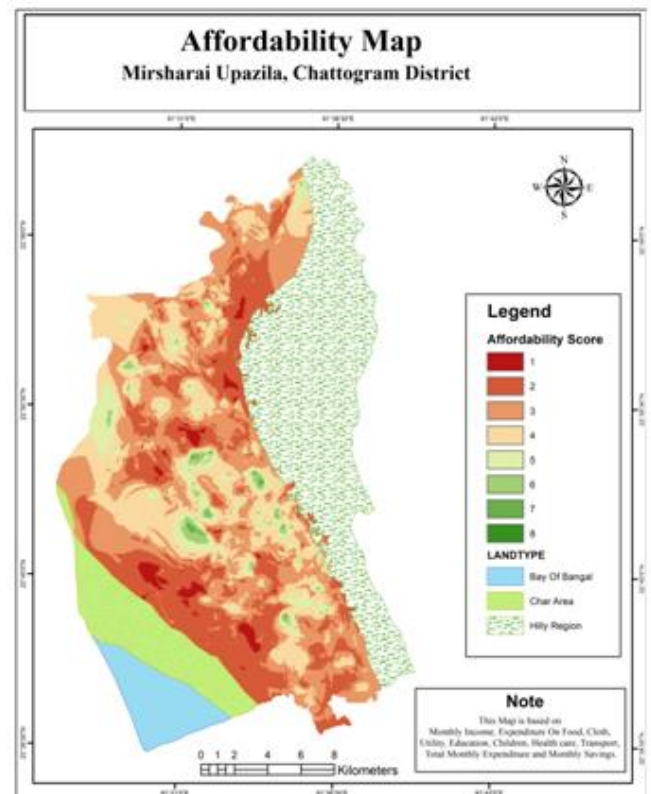 Affordability Map
Mirsharai Upazila, Chattogram District
N
W E
S
Legend
Affordability Score
1
2
3
4
5
6
7
8
LANDTYPE
Bay Of Bangal
Char Area
Hilly Region
Note
This Map is based on
Monthly Income, Expenditure On Food, Cloth,
Utility, Education, Children, Health care, Transport,
Total Monthly Expenditure and Monthly Savings.
0 1 2 4 6 8
Kilometers